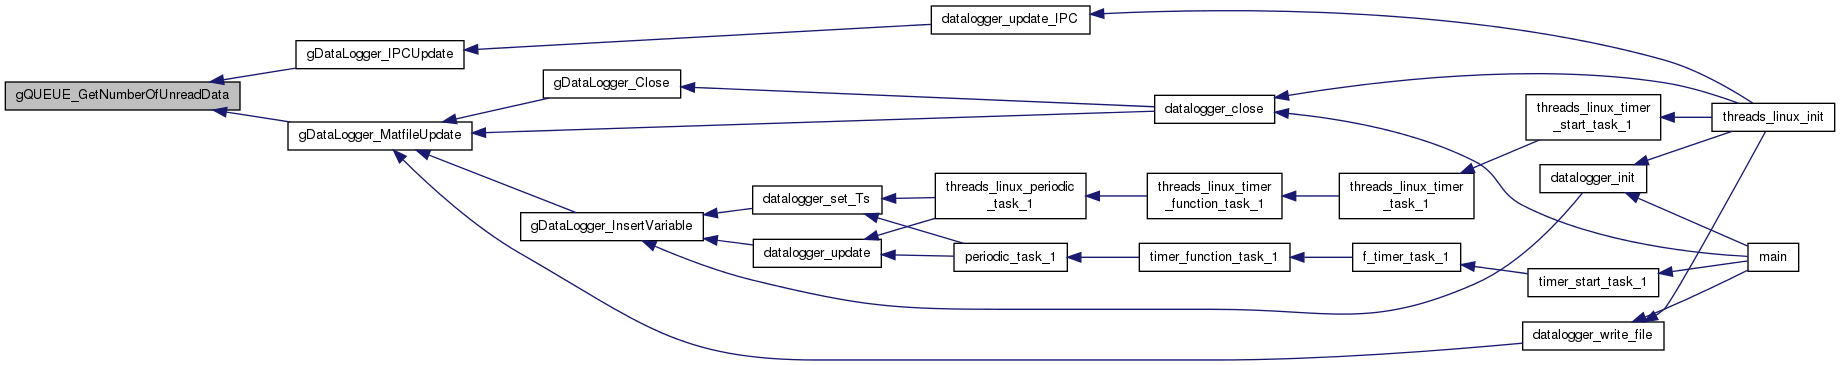 datalogger_update_IPC
gDataLogger_IPCUpdate
gDataLogger_Close
gQUEUE_GetNumberOfUnreadData
datalogger_close
threads_linux_timer
_start_task_1
threads_linux_init
gDataLogger_MatfileUpdate
datalogger_init
threads_linux_periodic
_task_1
threads_linux_timer
_function_task_1
threads_linux_timer
_task_1
datalogger_set_Ts
gDataLogger_InsertVariable
datalogger_update
periodic_task_1
timer_function_task_1
f_timer_task_1
main
timer_start_task_1
datalogger_write_file